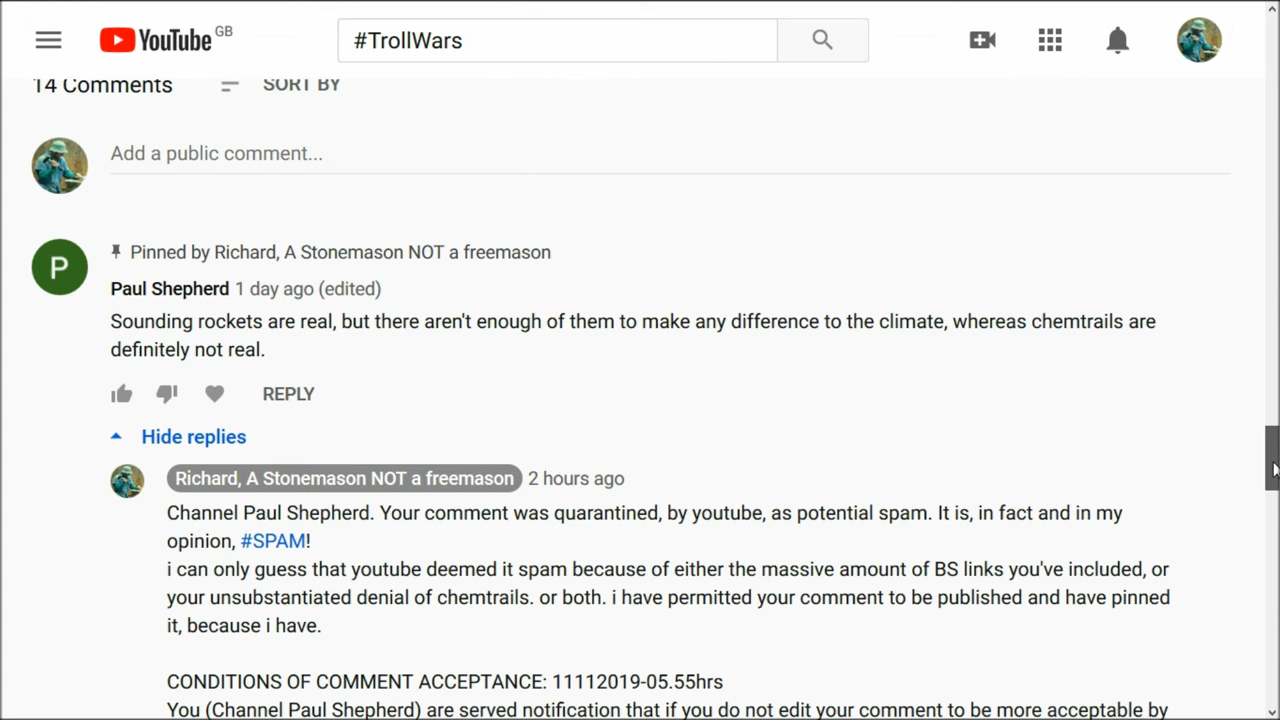 YouTube GB
#TrollWars
14 Comments SORT BY
Add a public comment...
P
Pinned by Richard, A Stonemason NOT a freemason
Paul Shepherd 1 day ago (edited)
Sounding rockets are real, but there aren't enough of them to make any difference to the climate, whereas chemtrails are
definitely not real.
REPLY
Hide replies
Richard, A Stonemason NOT a freemason 2 hours ago
Channel Paul Shepherd. Your comment was quarantined, by youtube, as potential spam. It is, in fact and in my
opinion, #SPAM!
i can only guess that youtube deemed it spam because of either the massive amount of BS links you've included, or
your unsubstantiated denial of chemtrails. or both. i have permitted your comment to be published and have pinned
it, because i have.
CONDITIONS OF COMMENT ACCEPTANCE: 11112019-05.55hrs
You (Channel Paul Shepherd) are served notification that if you do not edit your comment to be more acceptable by